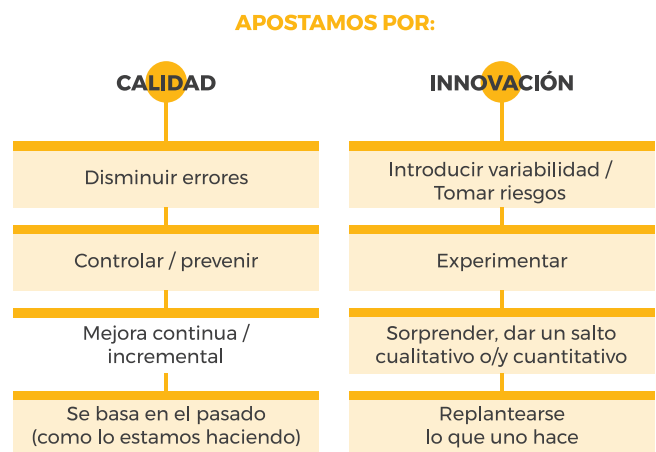 APOSTAMOS POR:
CALIDAD
Disminuir errores
Controlar / prevenir
Mejora continua /
incremental
Se basa en el pasado
(como lo estamos haciendo)
INNOVACIÓN
Introducir variabilidad /
Tomar riesgos
Experimentar
Sorprender, dar un salto
cualitativo o/y cuantitativo
Replantearse
lo que uno hace